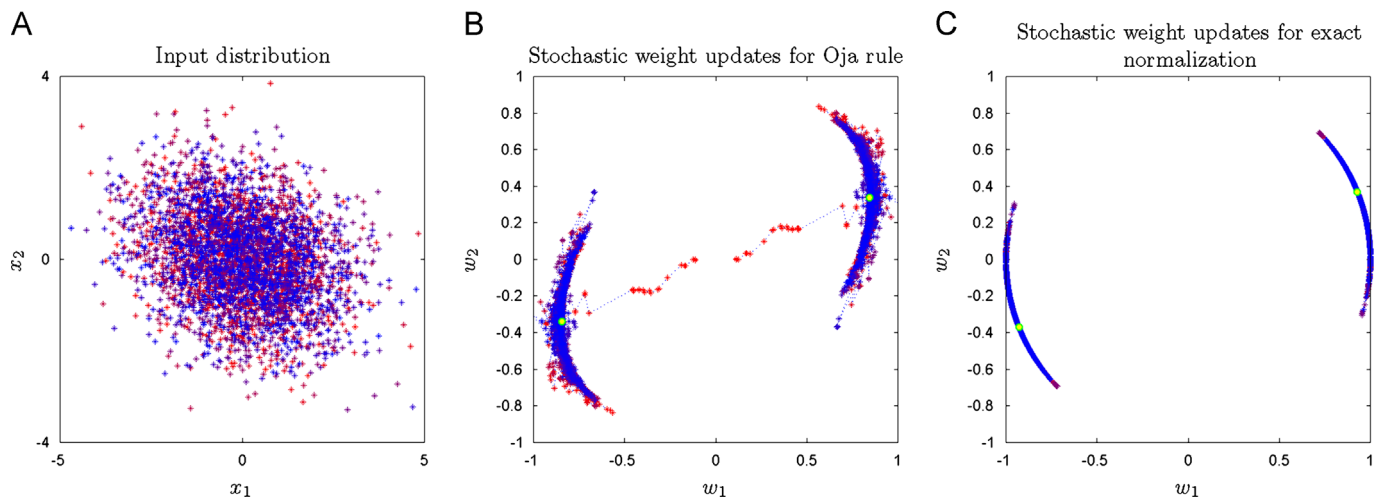 A
Input distribution
4
0
-4
-5
0
5
x2
x1
B
Stochastic weight updates for Oja rule
1
0.8
0.6
0.4
0.2
0
-0.2
-0.4
-0.6
-0.8
-1
-1
-0.5
0
0.5
1
w2
w1
C
Stochastic weight updates for exact
normalization
1
0.8
0.6
0.4
0.2
0
-0.2
-0.4
-0.6
-0.8
-1
-1
-0.5
0
0.5
1
w2
w1